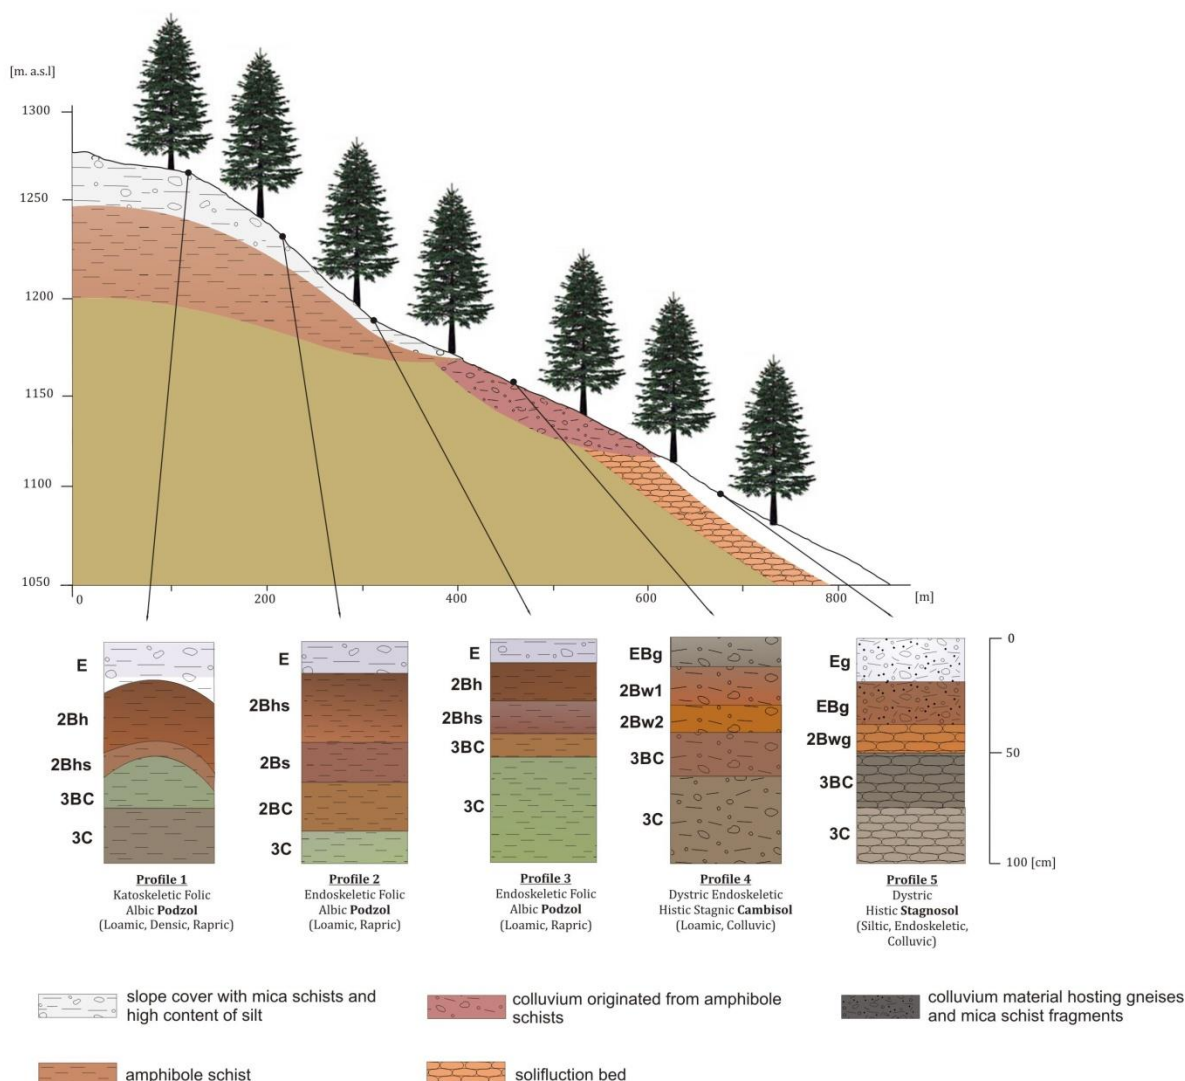 [m. a.s.l]
1300
1250
1200
1150
1100
1050
0 200 400 600 800 [m]
E
2Bh
2Bhs
3BC
3C
E
2Bhs
2Bs
2BC
3C
E
2Bh
2Bhs
3BC
3C
EBg
2Bw1
2Bw2
3BC
3C
Eg
EBg
2Bwg
3BC
3C
0
50
100 [cm]
Profile 1
Katoskeletic Folic
Albic Podzol
(Loamic, Densic, Rapric)
Profile 2
Endoskeletic Folic
Albic Podzol
(Loamic, Rapric)
Profile 3
Endoskeletic Folic
Albic Podzol
(Loamic, Rapric)
Profile 4
Dystric Endoskeletic
Histic Stagnic Cambisol
(Loamic, Colluvic)
Profile 5
Dystric
Histic Stagnosol
(Siltic, Endoskeletic,
Colluvic)
slope cover with mica schists and
high content of silt
colluvium originated from amphibole
schists
colluvium material hosting gneises
and mica schist fragments
amphibole schist
solifluction bed